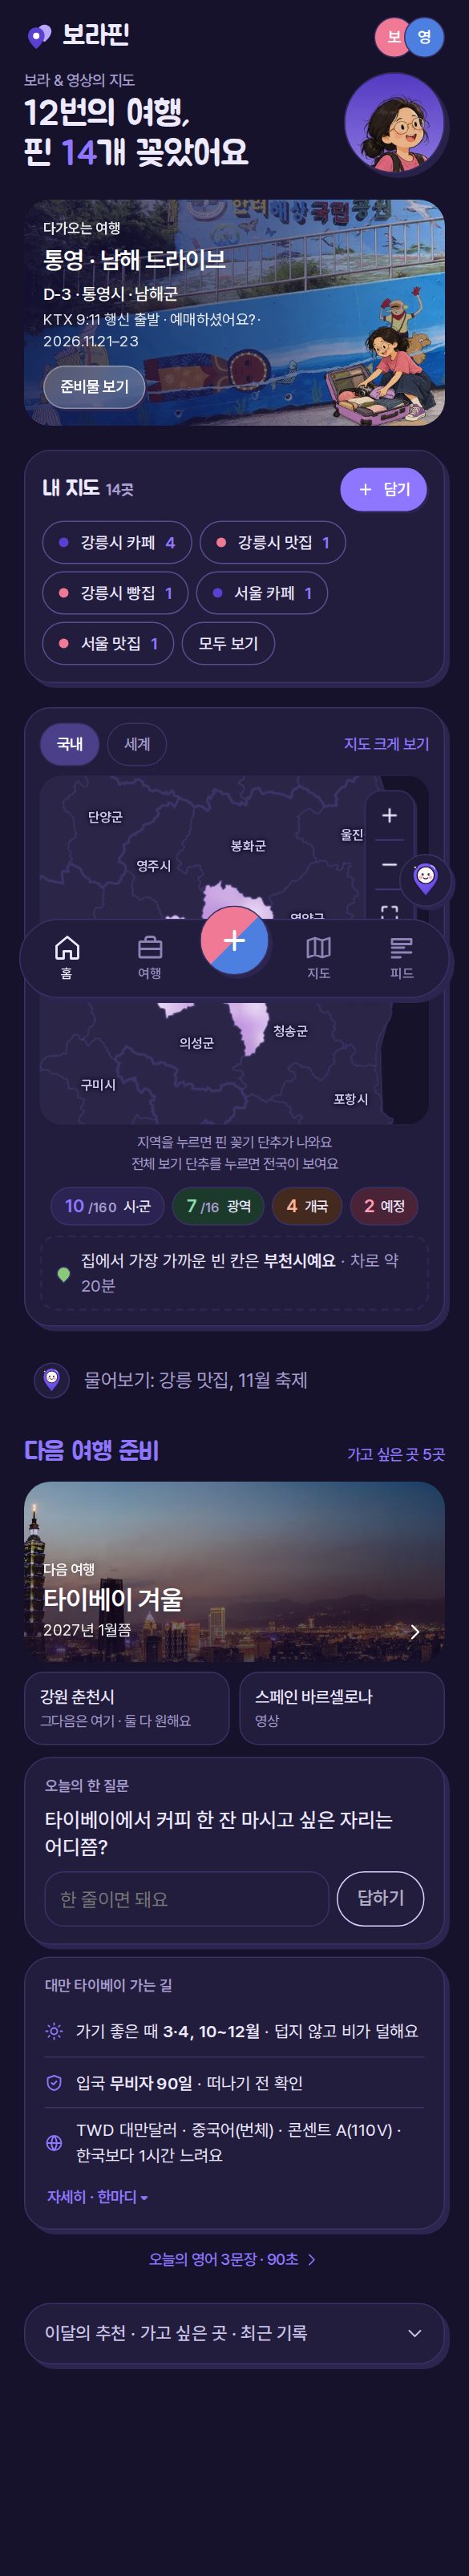 보라핀
보 영
보라 & 영상의 지도
12번의 여행,
핀 14개 꽂았어요
다가오는 여행
통영 · 남해 드라이브
D-3 · 통영시 · 남해군
KTX 9:11 행신 출발 · 예매하셨어요? ·
2026.11.21–23
준비물 보기
내 지도 14곳
+ 담기
강릉시 카페 4
강릉시 맛집 1
강릉시 빵집 1
서울 카페 1
서울 맛집 1
모두 보기
국내 세계 지도 크게 보기
단양군
울진
봉화군
영주시
홈 여행 지도 피드
청송군
의성군
구미시
포항시
지역을 누르면 핀 꽂기 단추가 나와요
전체 보기 단추를 누르면 전국이 보여요
10 /160 시·군
7 /16 광역
4 개국
2 예정
집에서 가장 가까운 빈 칸은 부천시예요 · 차로 약
20분
물어보기: 강릉 맛집, 11월 축제
다음 여행 준비
가고 싶은 곳 5곳
다음 여행
타이베이 겨울
2027년 1월쯤
강원 춘천시
그다음은 여기 · 둘 다 원해요
스페인 바르셀로나
영상
오늘의 한 질문
타이베이에서 커피 한 잔 마시고 싶은 자리는
어디쯤?
한 줄이면 돼요
답하기
대만 타이베이 가는 길
가기 좋은 때 3·4, 10~12월 · 덥지 않고 비가 덜해요
입국 무비자 90일 · 떠나기 전 확인
TWD 대만달러 · 중국어(번체) · 콘센트 A(110V) ·
한국보다 1시간 느려요
자세히 · 한마디
오늘의 영어 3문장 · 90초
이달의 추천 · 가고 싶은 곳 · 최근 기록